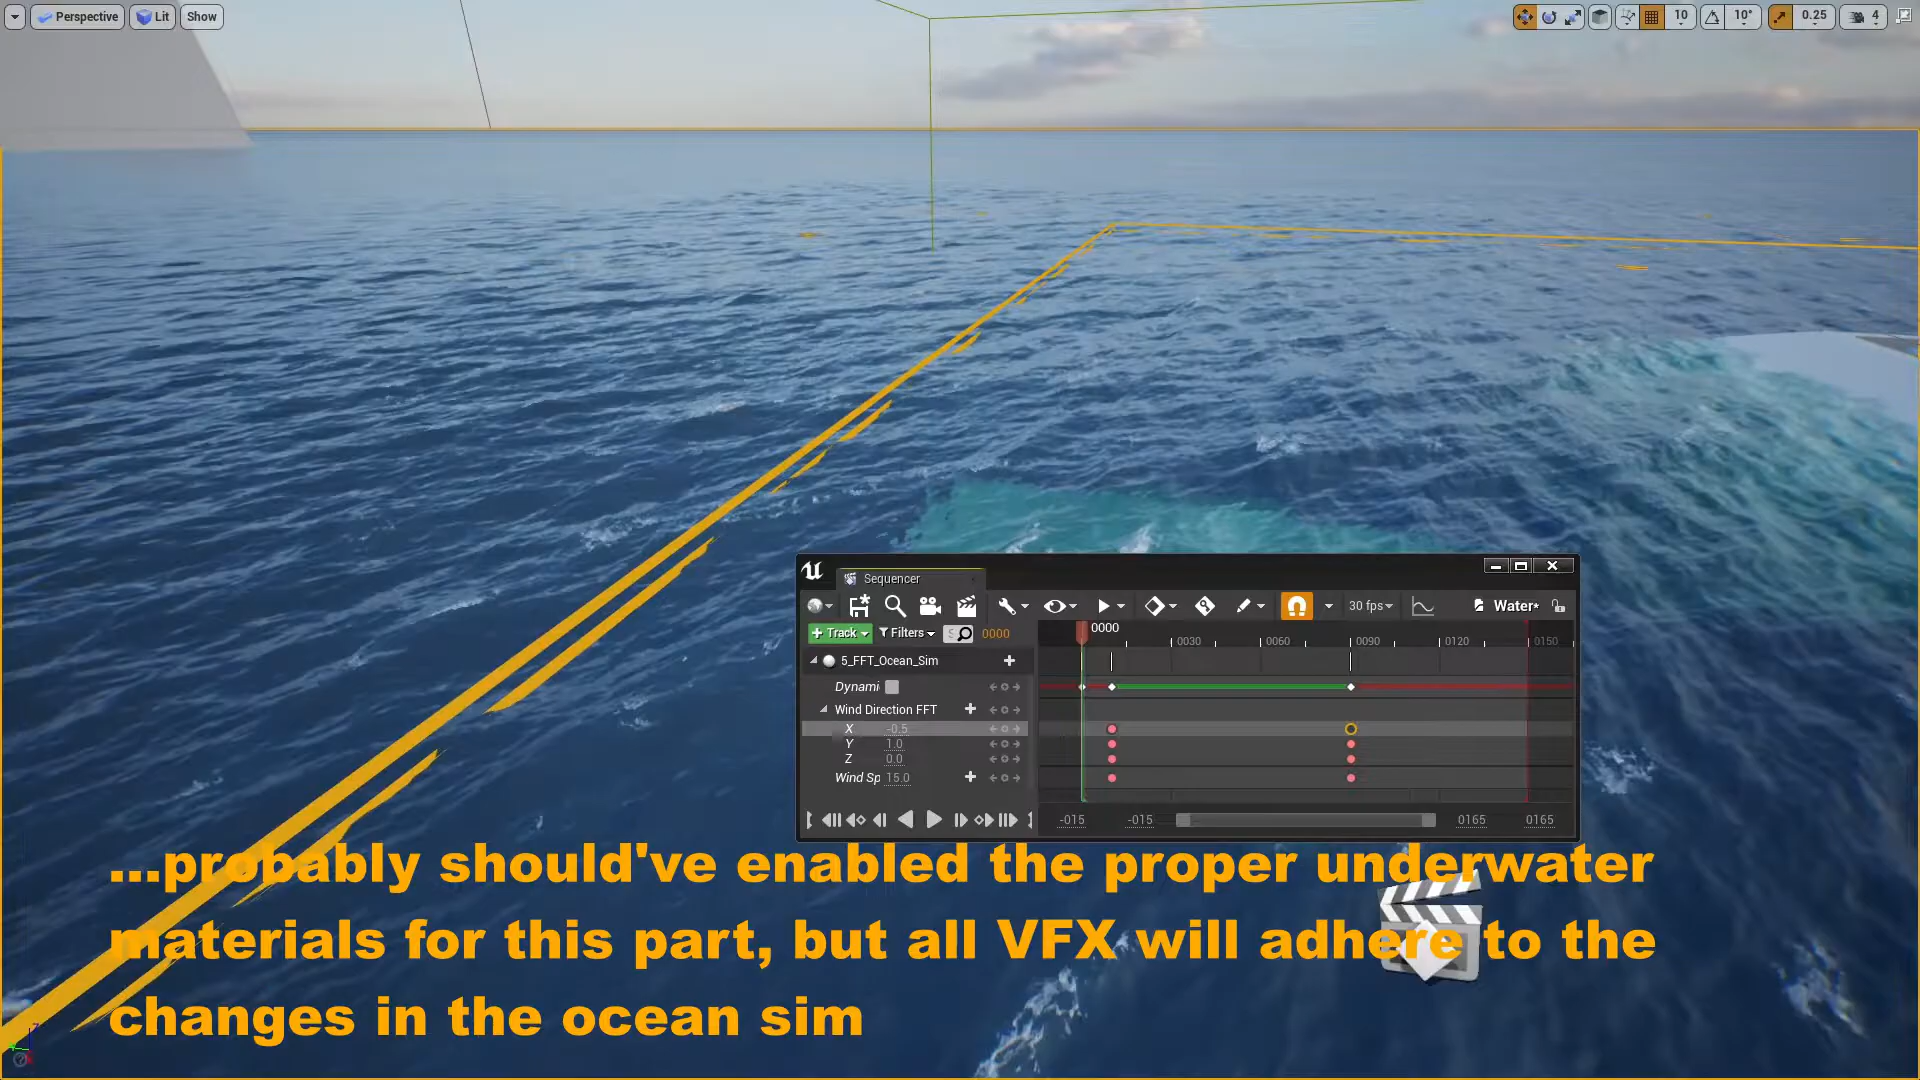 Perspective Lit Show 10 10° 0.25 4
Sequencer
30 fps Water*
+ Track Filters 0000 0000 0030 0060 0090 0120 0150
5_FFT_Ocean_Sim
Dynami
Wind Direction FFT
X -0.5
Y 1.0
Z 0.0
Wind Sp 15.0
-015 -015 0165 0165
...probably should've enabled the proper underwater
materials for this part, but all VFX will adhere to the
changes in the ocean sim